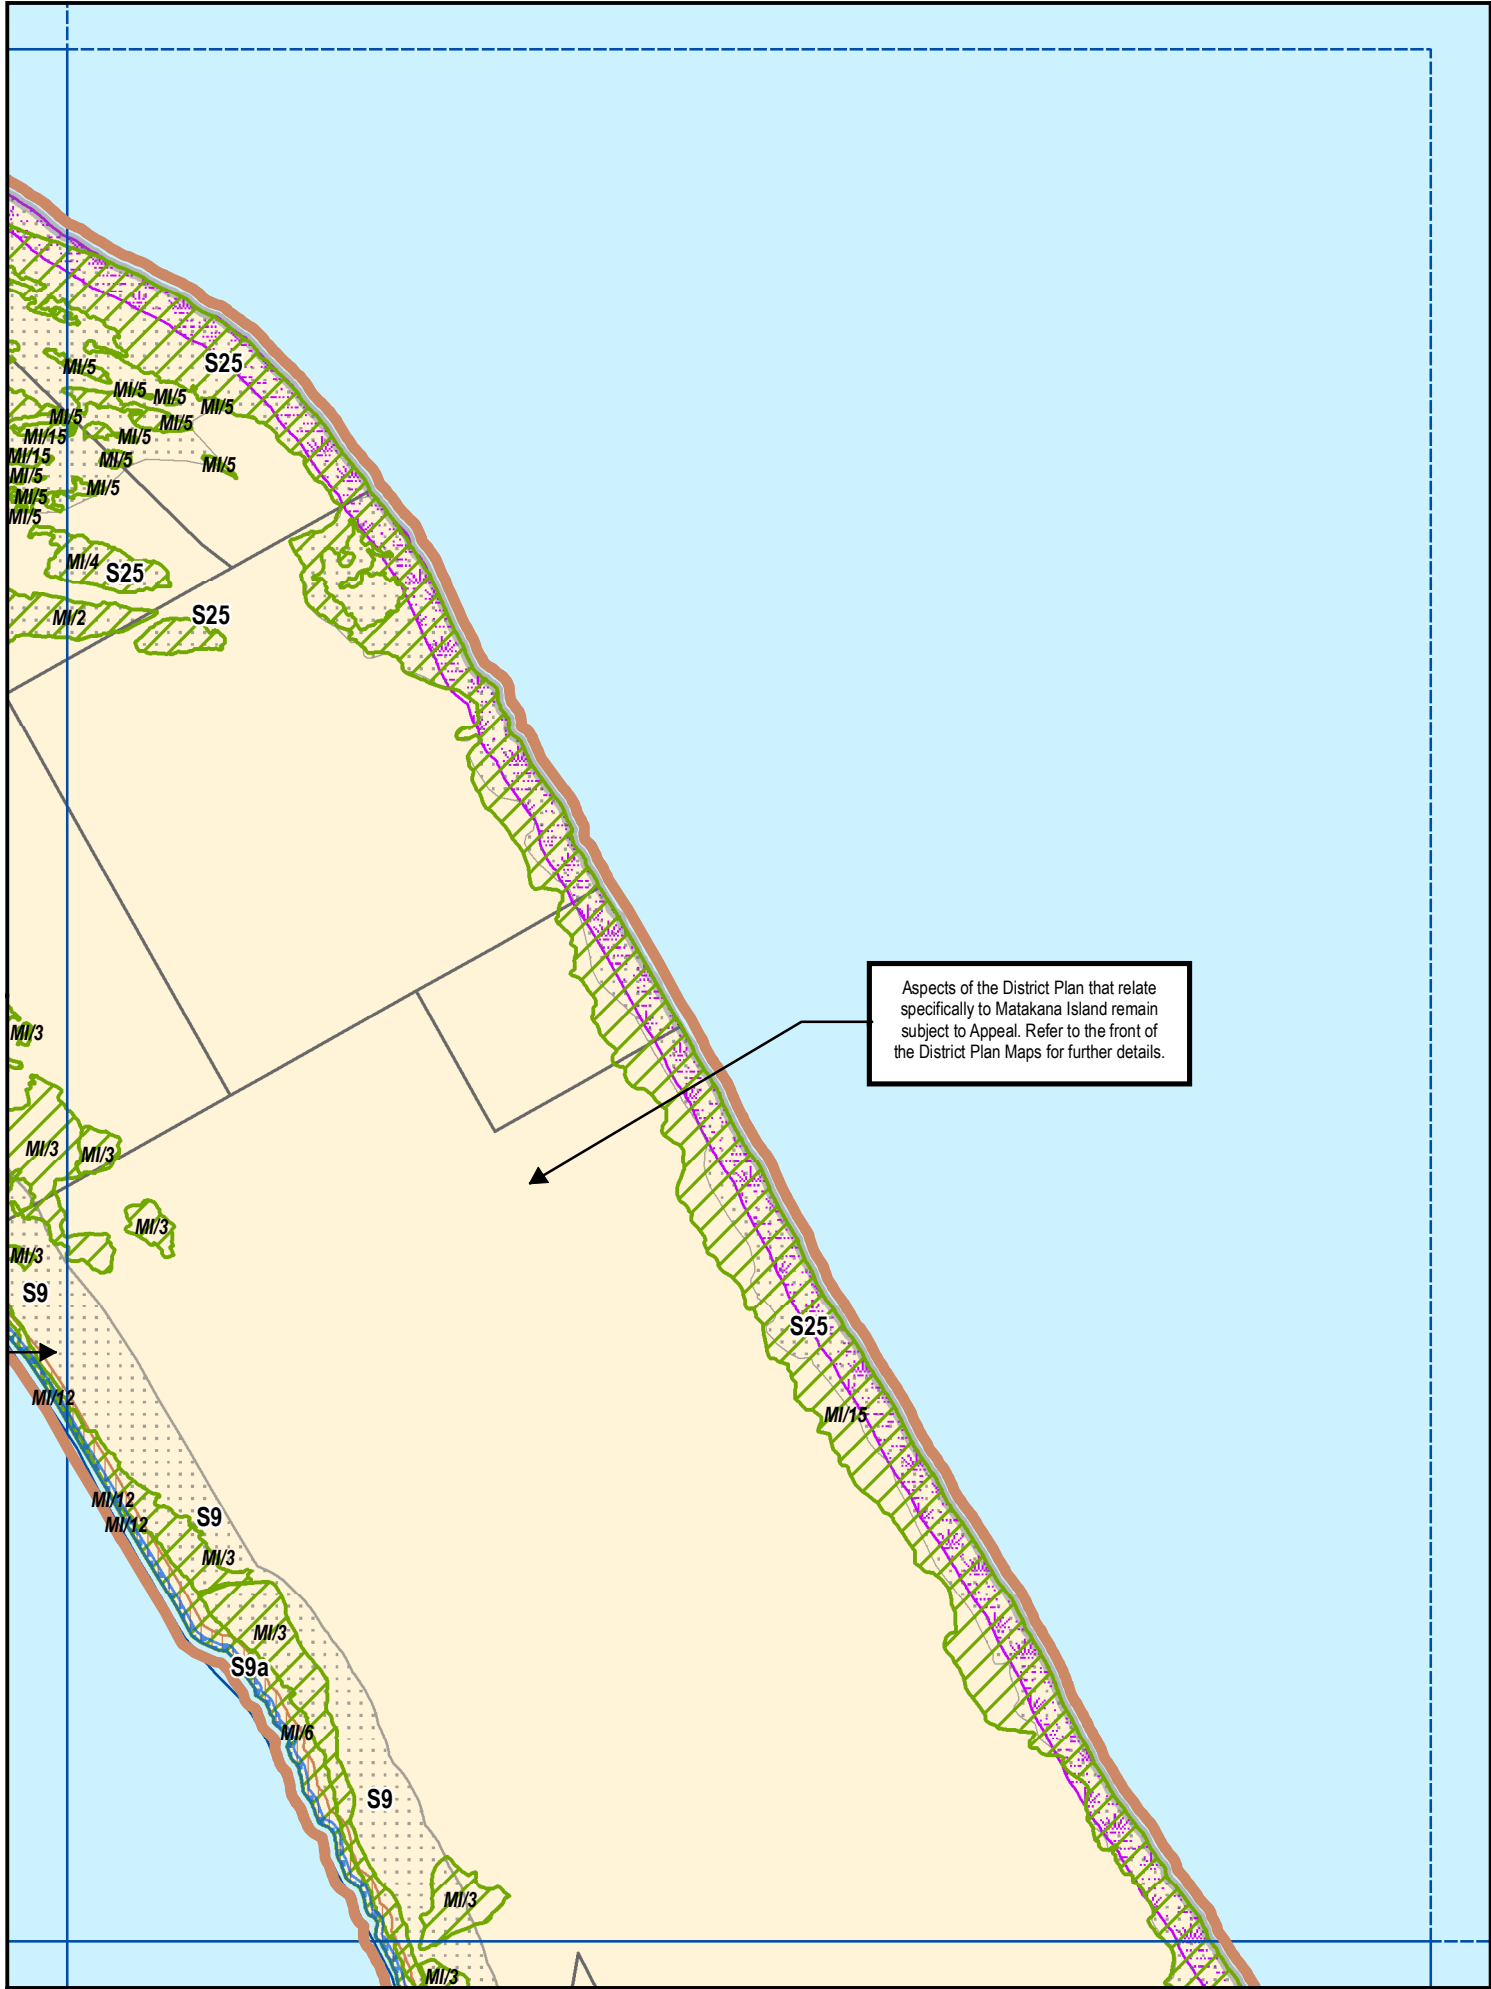 S25
MI/5
MI/5
MI/5
MI/5
MI/5
MI/5
MI/15
MI/5
MI/15
MI/5
MI/5
MI/5
MI/5
MI/5
MI/5
MI/4
S25
MI/2
S25
Aspects of the District Plan that relate
specifically to Matakana Island remain
subject to Appeal. Refer to the front of
the District Plan Maps for further details.
MI/3
MI/3
MI/3
MI/3
MI/3
S9
S25
MI/12
MI/15
MI/12
MI/12
S9
MI/3
MI/3
S9a
MI/6
S9
MI/3
MI/3